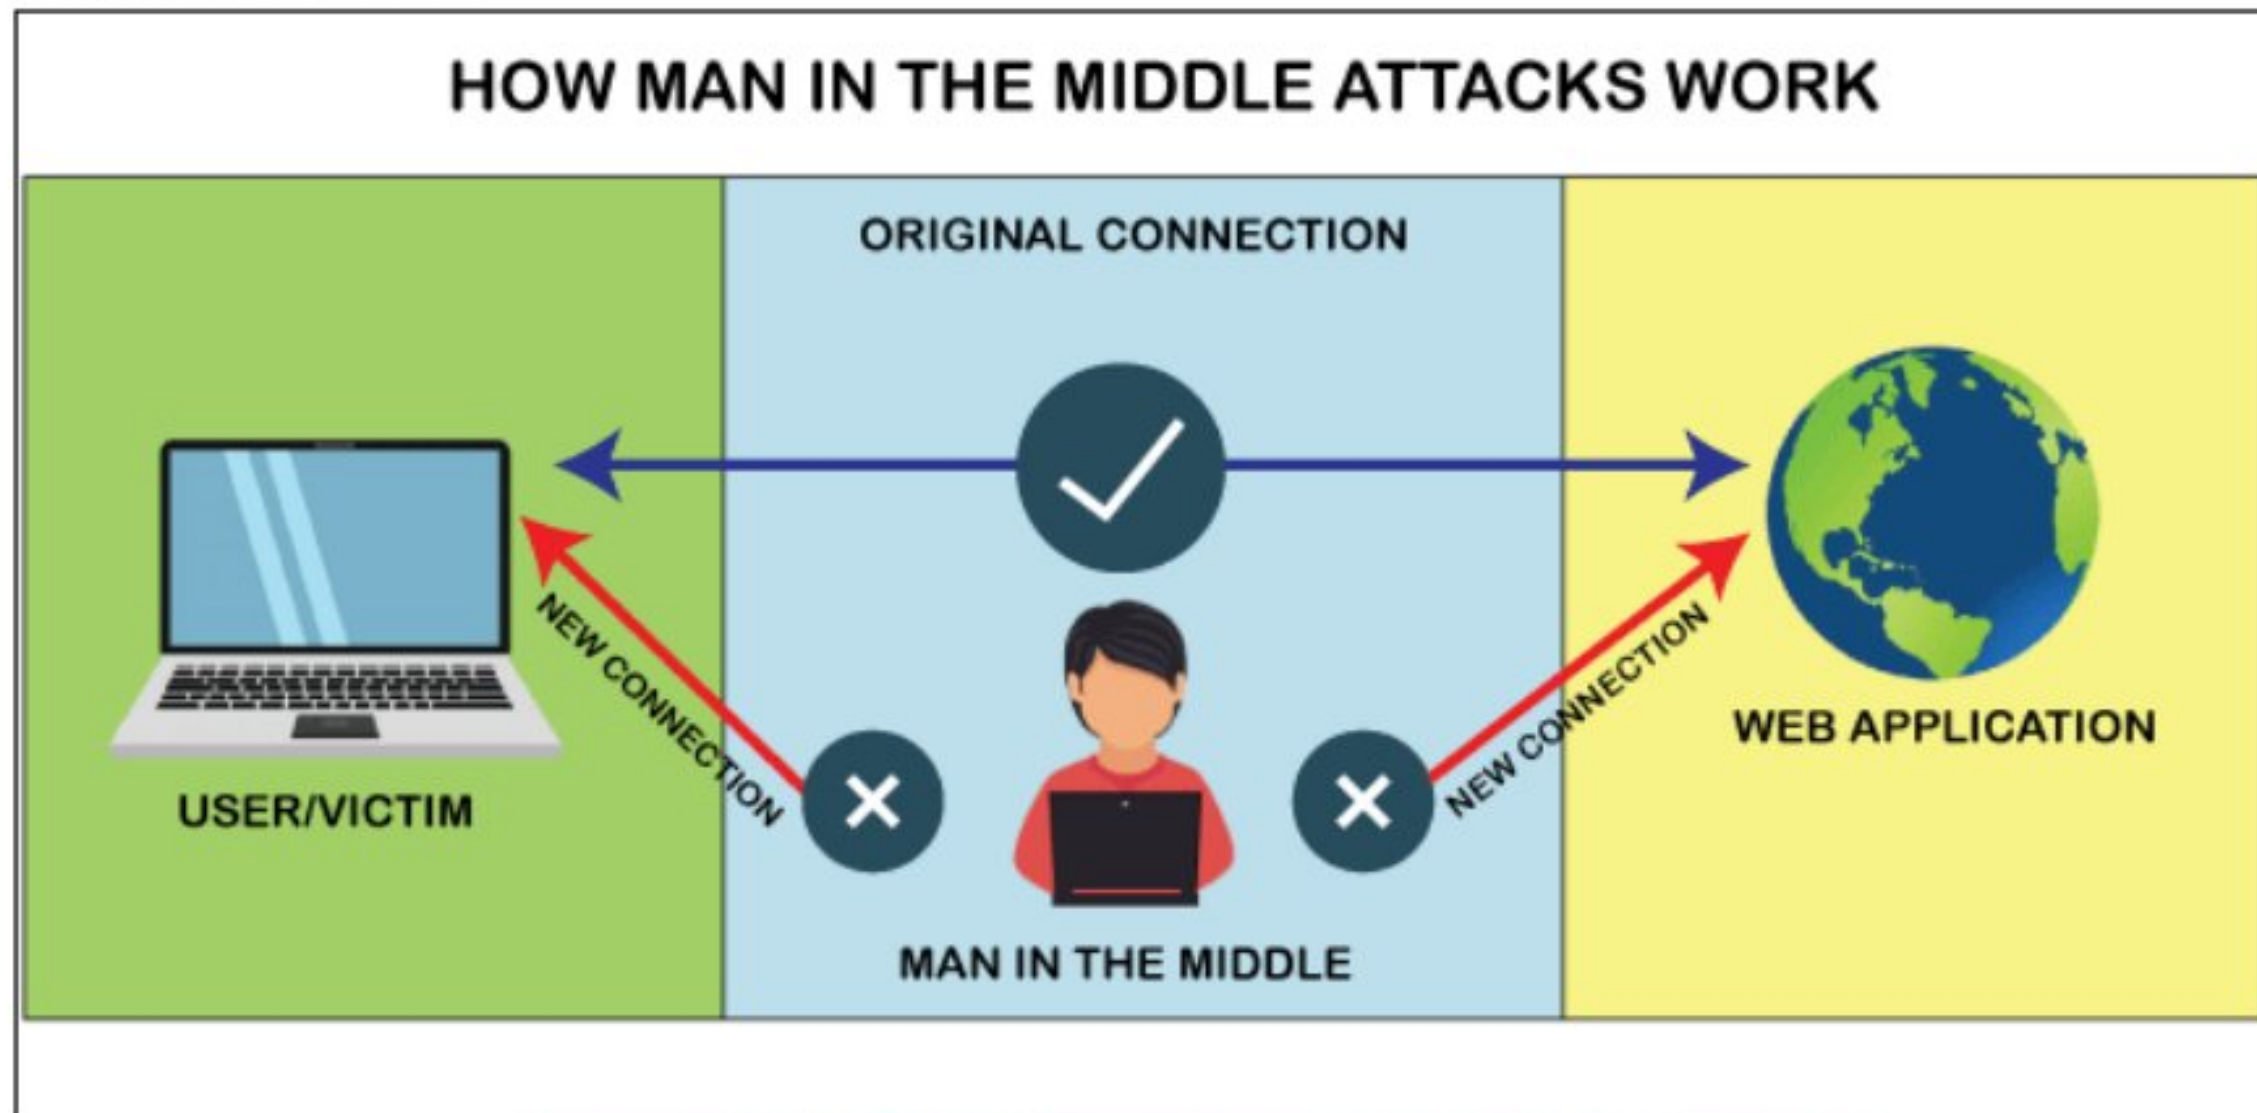 HOW MAN IN THE MIDDLE ATTACKS WORK
ORIGINAL CONNECTION
NEW CONNECTION
NEW CONNECTION
WEB APPLICATION
USER/VICTIM
MAN IN THE MIDDLE